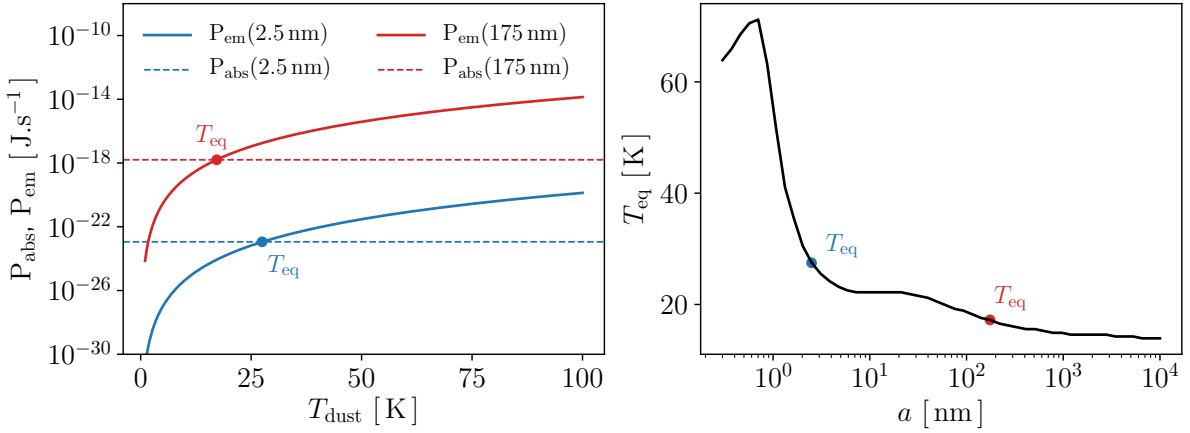 P_em(2.5 nm)
P_abs(2.5 nm)
P_em(175 nm)
P_abs(175 nm)
T_eq
T_eq
10^−10
10^−14
10^−18
10^−22
10^−26
10^−30
P_abs, P_em [ J.s^−1 ]
0
25
50
75
100
T_dust [ K ]
T_eq
T_eq
60
40
20
T_eq [ K ]
10^0
10^1
10^2
10^3
10^4
a [ nm ]